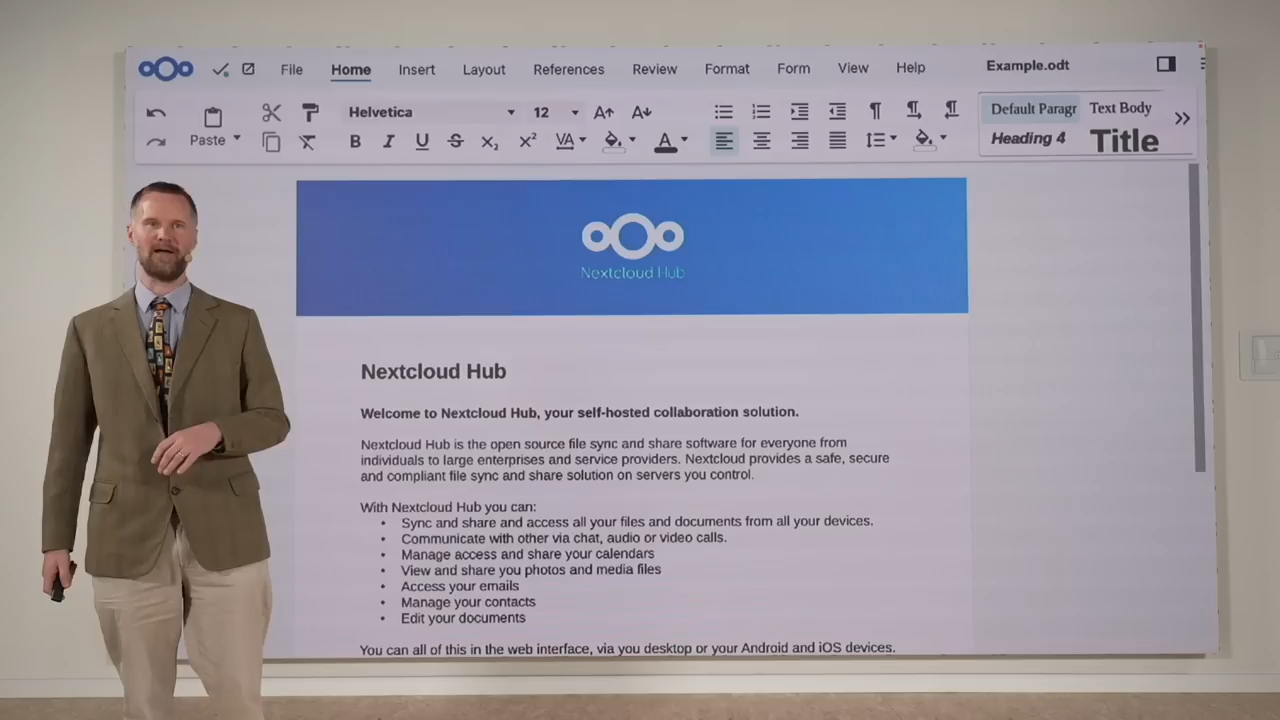 File Home Insert Layout References Review Format Form View Help Example.odt
Paste Helvetica 12 Default Paragr Text Body
Heading 4 Title
Nextcloud Hub
Nextcloud Hub
Welcome to Nextcloud Hub, your self-hosted collaboration solution.
Nextcloud Hub is the open source file sync and share software for everyone from
individuals to large enterprises and service providers. Nextcloud provides a safe, secure
and compliant file sync and share solution on servers you control.
With Nextcloud Hub you can:
• Sync and share and access all your files and documents from all your devices.
• Communicate with other via chat, audio or video calls.
• Manage access and share your calendars
• View and share you photos and media files
• Access your emails
• Manage your contacts
• Edit your documents
You can all of this in the web interface, via you desktop or your Android and iOS devices.